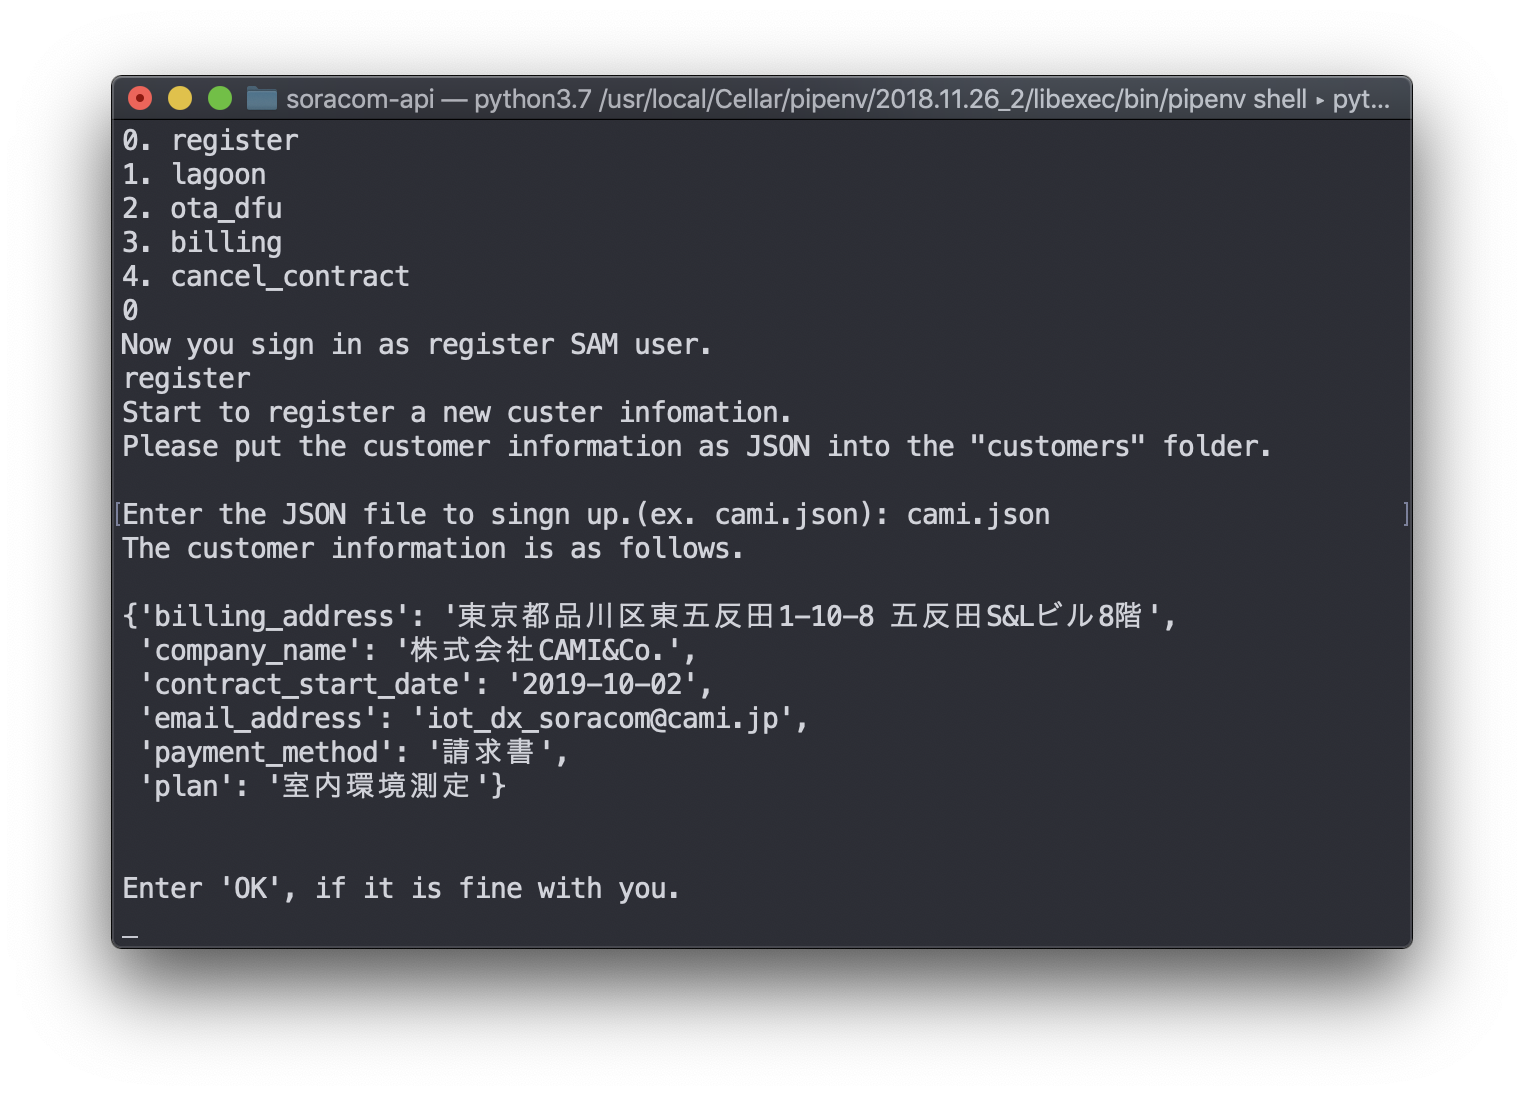 soracom-api — python3.7 /usr/local/Cellar/pipenv/2018.11.26_2/libexec/bin/pipenv shell ▸ pyt...
0. register
1. lagoon
2. ota_dfu
3. billing
4. cancel_contract
0
Now you sign in as register SAM user.
register
Start to register a new custer infomation.
Please put the customer information as JSON into the "customers" folder.
[Enter the JSON file to singn up.(ex. cami.json): cami.json ]
The customer information is as follows.
{'billing_address': '東京都品川区東五反田1-10-8 五反田S&Lビル8階',
'company_name': '株式会社CAMI&Co.',
'contract_start_date': '2019-10-02',
'email_address': 'iot_dx_soracom@cami.jp',
'payment_method': '請求書',
'plan': '室内環境測定'}
Enter 'OK', if it is fine with you.
_